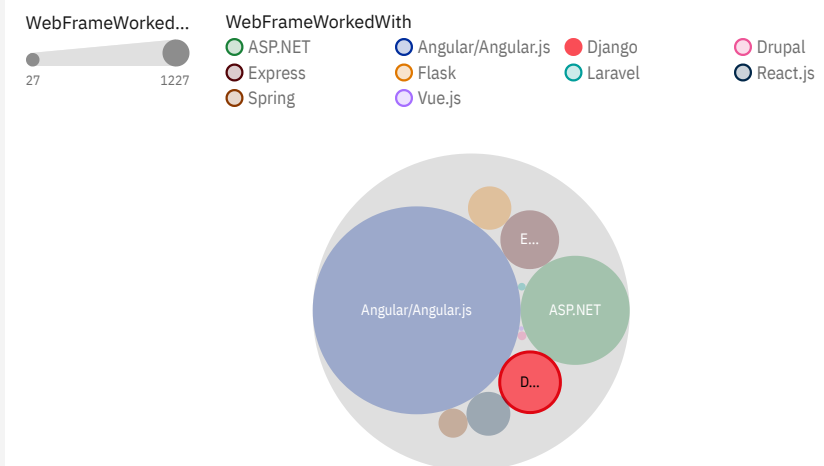 WebFrameWorked...
27 1227
WebFrameWorkedWith
ASP.NET Angular/Angular.js Django Drupal
Express Flask Laravel React.js
Spring Vue.js
E...
Angular/Angular.js ASP.NET
D...